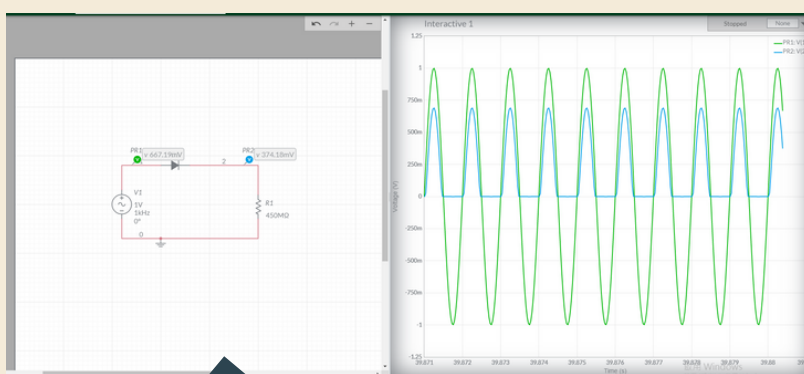 Interactive 1
Stopped
None
1.25
1
750m
500m
250m
0
-250m
-500m
-750m
-1
-1.25
Voltage (V)
39.871 39.872 39.873 39.874 39.875 39.876 39.877 39.878 39.879 39.88
Time (s)
PR1: V(1
PR2: V(2
PR1
v 667.19mV
2
PR2
v 374.18mV
V1
1V
1kHz
0°
0
R1
450MΩ
Windows